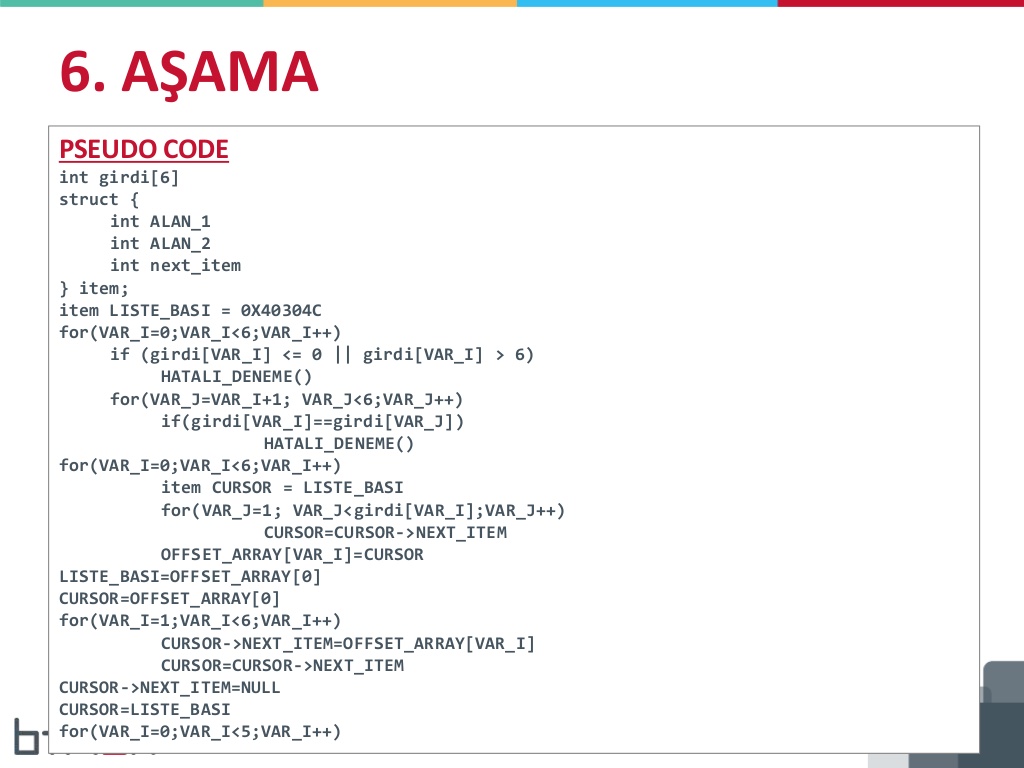 6. AŞAMA
PSEUDO CODE
int girdi[6]
struct {
int ALAN_1
int ALAN_2
int next_item
} item;
item LISTE_BASI = 0X40304C
for(VAR_I=0;VAR_I<6;VAR_I++)
if (girdi[VAR_I] <= 0 || girdi[VAR_I] > 6)
HATALI_DENEME()
for(VAR_J=VAR_I+1; VAR_J<6;VAR_J++)
if(girdi[VAR_I]==girdi[VAR_J])
HATALI_DENEME()
for(VAR_I=0;VAR_I<6;VAR_I++)
item CURSOR = LISTE_BASI
for(VAR_J=1; VAR_J<girdi[VAR_I];VAR_J++)
CURSOR=CURSOR->NEXT_ITEM
OFFSET_ARRAY[VAR_I]=CURSOR
LISTE_BASI=OFFSET_ARRAY[0]
CURSOR=OFFSET_ARRAY[0]
for(VAR_I=1;VAR_I<6;VAR_I++)
CURSOR->NEXT_ITEM=OFFSET_ARRAY[VAR_I]
CURSOR=CURSOR->NEXT_ITEM
CURSOR->NEXT_ITEM=NULL
CURSOR=LISTE_BASI
for(VAR_I=0;VAR_I<5;VAR_I++)